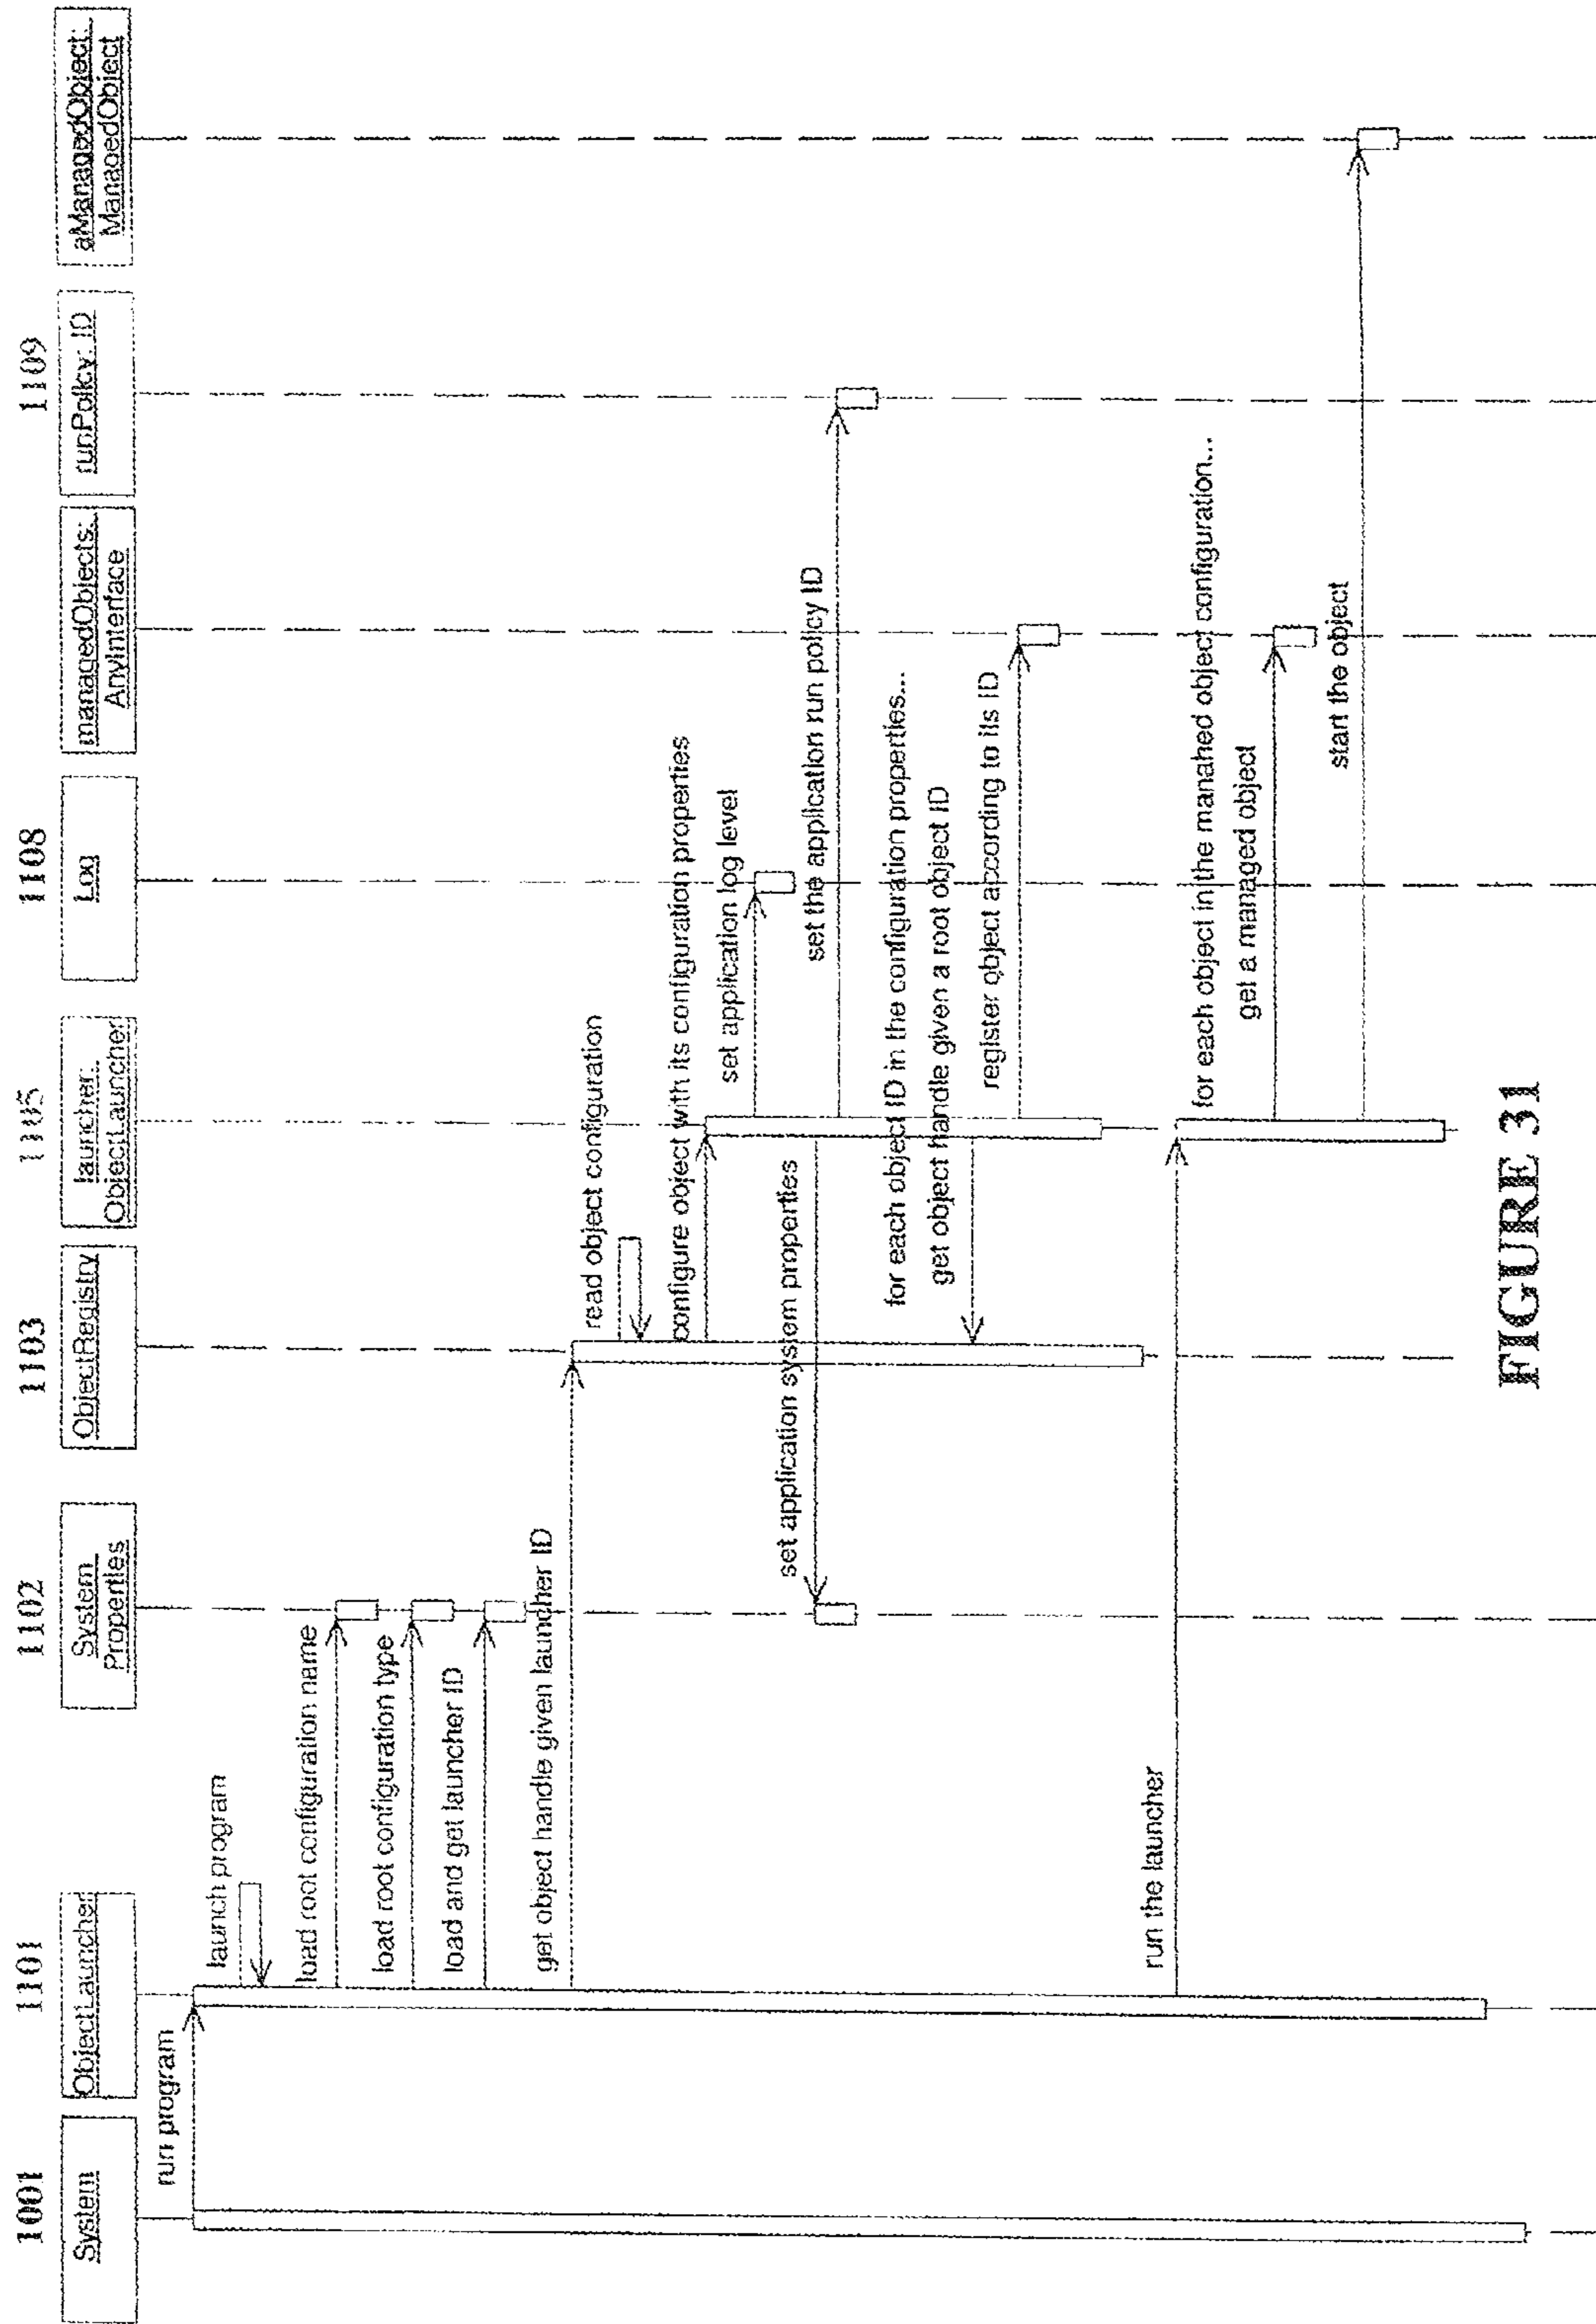 1001
1101
1102
1103
1105
1108
1109
System
ObjectLauncher
System
Properties
ObjectRegistry
launcher:
ObjectLauncher
Log
managedObjects:
AnyInterface
runPolicy: ID
aManagedObject:
ManagedObject
run program
launch program
load root configuration name
load root configuration type
load and get launcher ID
get object handle given launcher ID
read object configuration
configure object with its configuration properties
set application log level
set application system properties
set the application run policy ID
for each object ID in the configuration properties...
get object handle given a root object ID
register object according to its ID
run the launcher
for each object in the manahed object configuration...
get a managed object
start the object
FIGURE 31